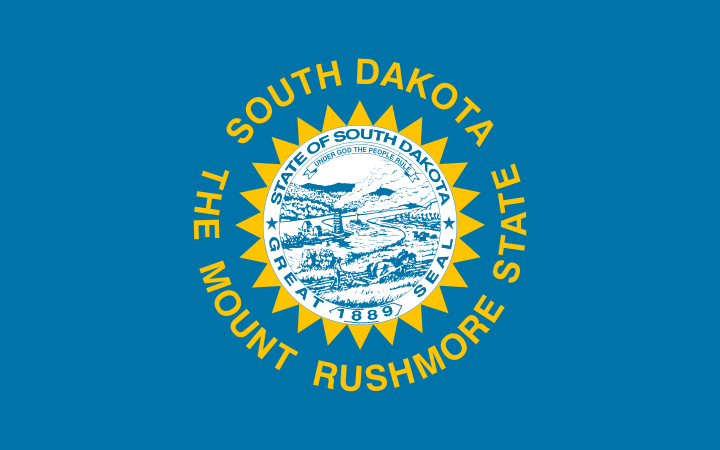 SOUTH DAKOTA
STATE OF SOUTH DAKOTA
UNDER GOD THE PEOPLE RULE
GREAT SEAL
1889
THE MOUNT RUSHMORE STATE